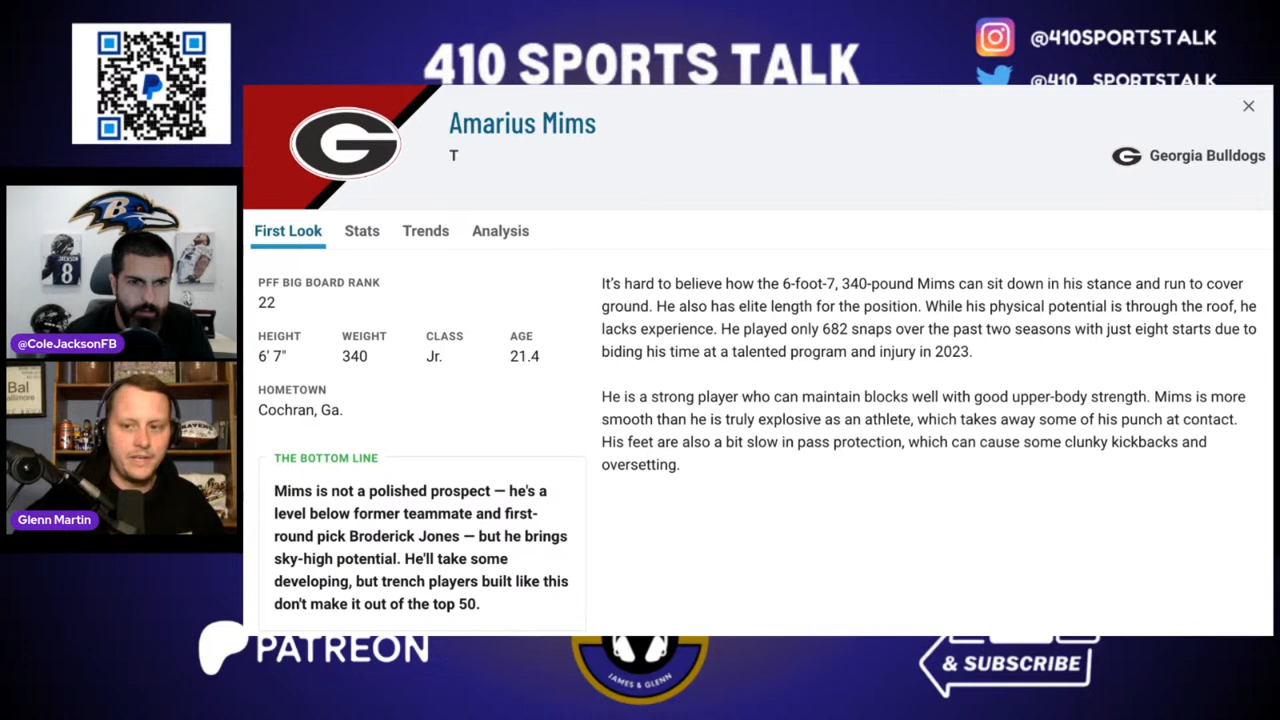 410 SPORTS TALK
@410SPORTSTALK
@410_SPORTSTALK
Amarius Mims
T
Georgia Bulldogs
First Look
Stats
Trends
Analysis
PFF BIG BOARD RANK
22
HEIGHT
WEIGHT
CLASS
AGE
6' 7"
340
Jr.
21.4
HOMETOWN
Cochran, Ga.
THE BOTTOM LINE
Mims is not a polished prospect — he's a
level below former teammate and first-
round pick Broderick Jones — but he brings
sky-high potential. He'll take some
developing, but trench players built like this
don't make it out of the top 50.
It's hard to believe how the 6-foot-7, 340-pound Mims can sit down in his stance and run to cover
ground. He also has elite length for the position. While his physical potential is through the roof, he
lacks experience. He played only 682 snaps over the past two seasons with just eight starts due to
biding his time at a talented program and injury in 2023.
He is a strong player who can maintain blocks well with good upper-body strength. Mims is more
smooth than he is truly explosive as an athlete, which takes away some of his punch at contact.
His feet are also a bit slow in pass protection, which can cause some clunky kickbacks and
oversetting.
B
JACKSON
8
@ColeJacksonFB
Bal
altimore
RAVENS
Glenn Martin
PATREON
JAMES & GLENN
& SUBSCRIBE